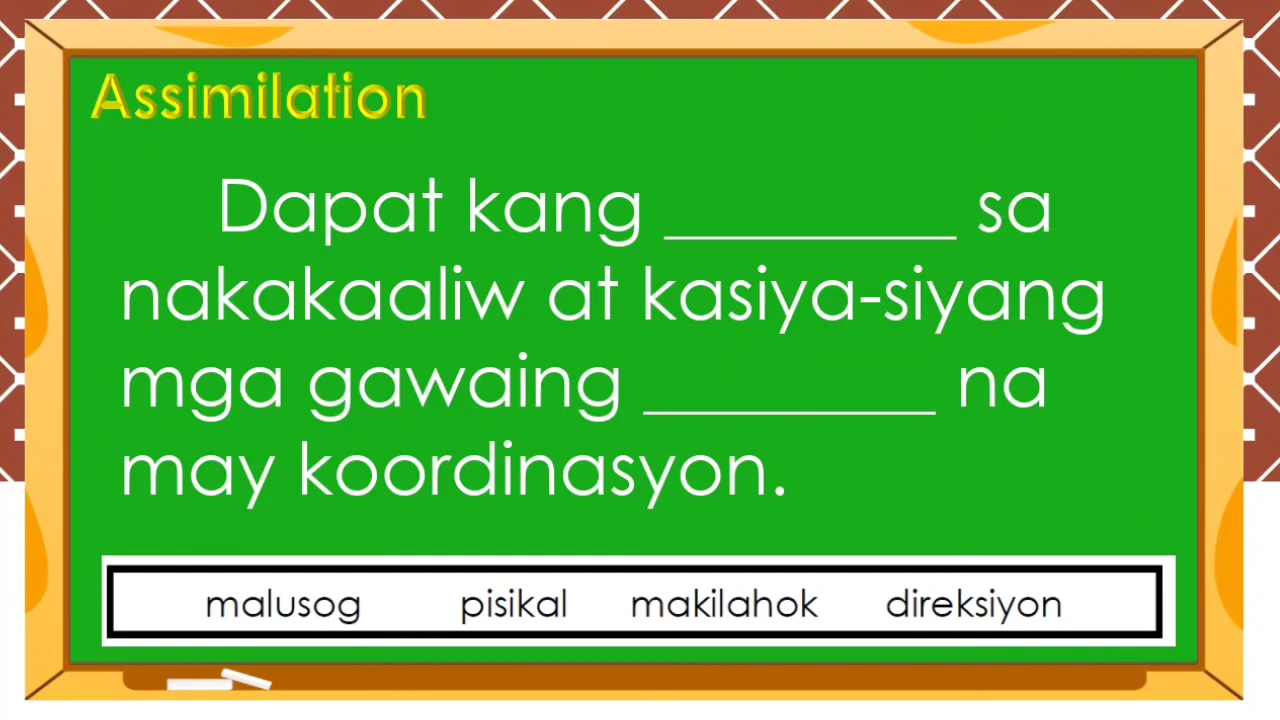 Assimilation
Dapat kang _________ sa
nakakaaliw at kasiya-siyang
mga gawaing _________ na
may koordinasyon.
malusog pisikal makilahok direksiyon